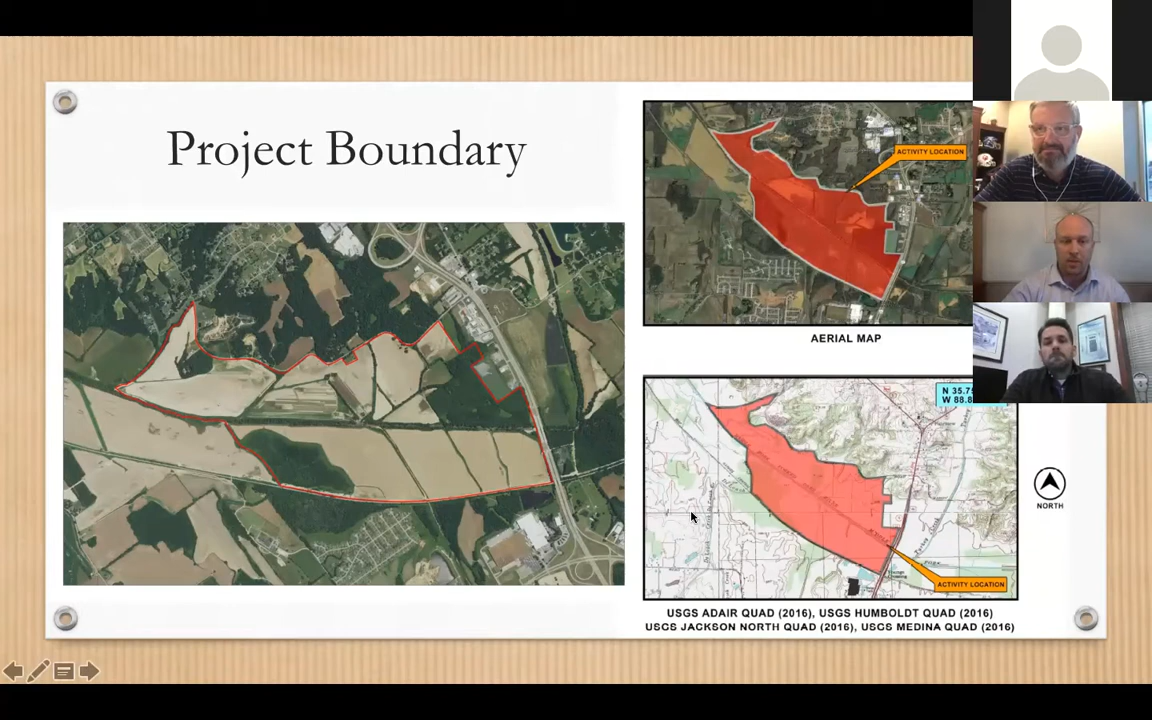 Project Boundary
ACTIVITY LOCATION
AERIAL MAP
N 35.7
W 88.8
NORTH
ACTIVITY LOCATION
USGS ADAIR QUAD (2016), USGS HUMBOLDT QUAD (2016)
USGS JACKSON NORTH QUAD (2016), USGS MEDINA QUAD (2016)